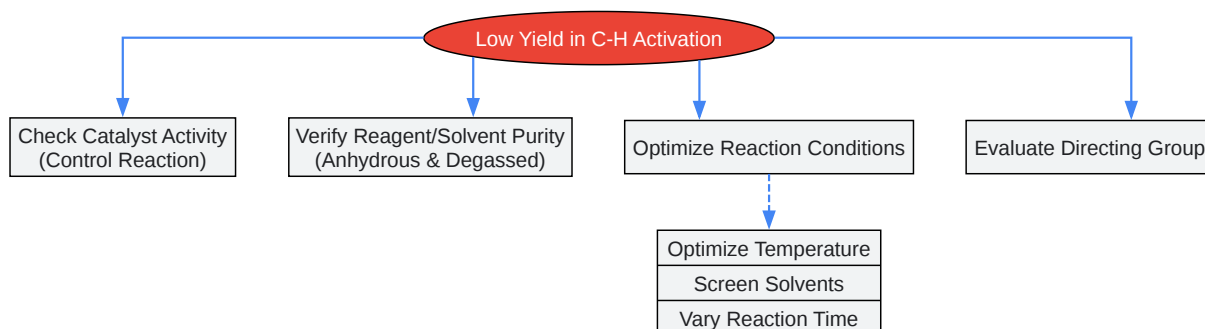 Low Yield in C-H Activation
Check Catalyst Activity
(Control Reaction)
Verify Reagent/Solvent Purity
(Anhydrous & Degassed)
Optimize Reaction Conditions
Evaluate Directing Group
Optimize Temperature
Screen Solvents
Vary Reaction Time